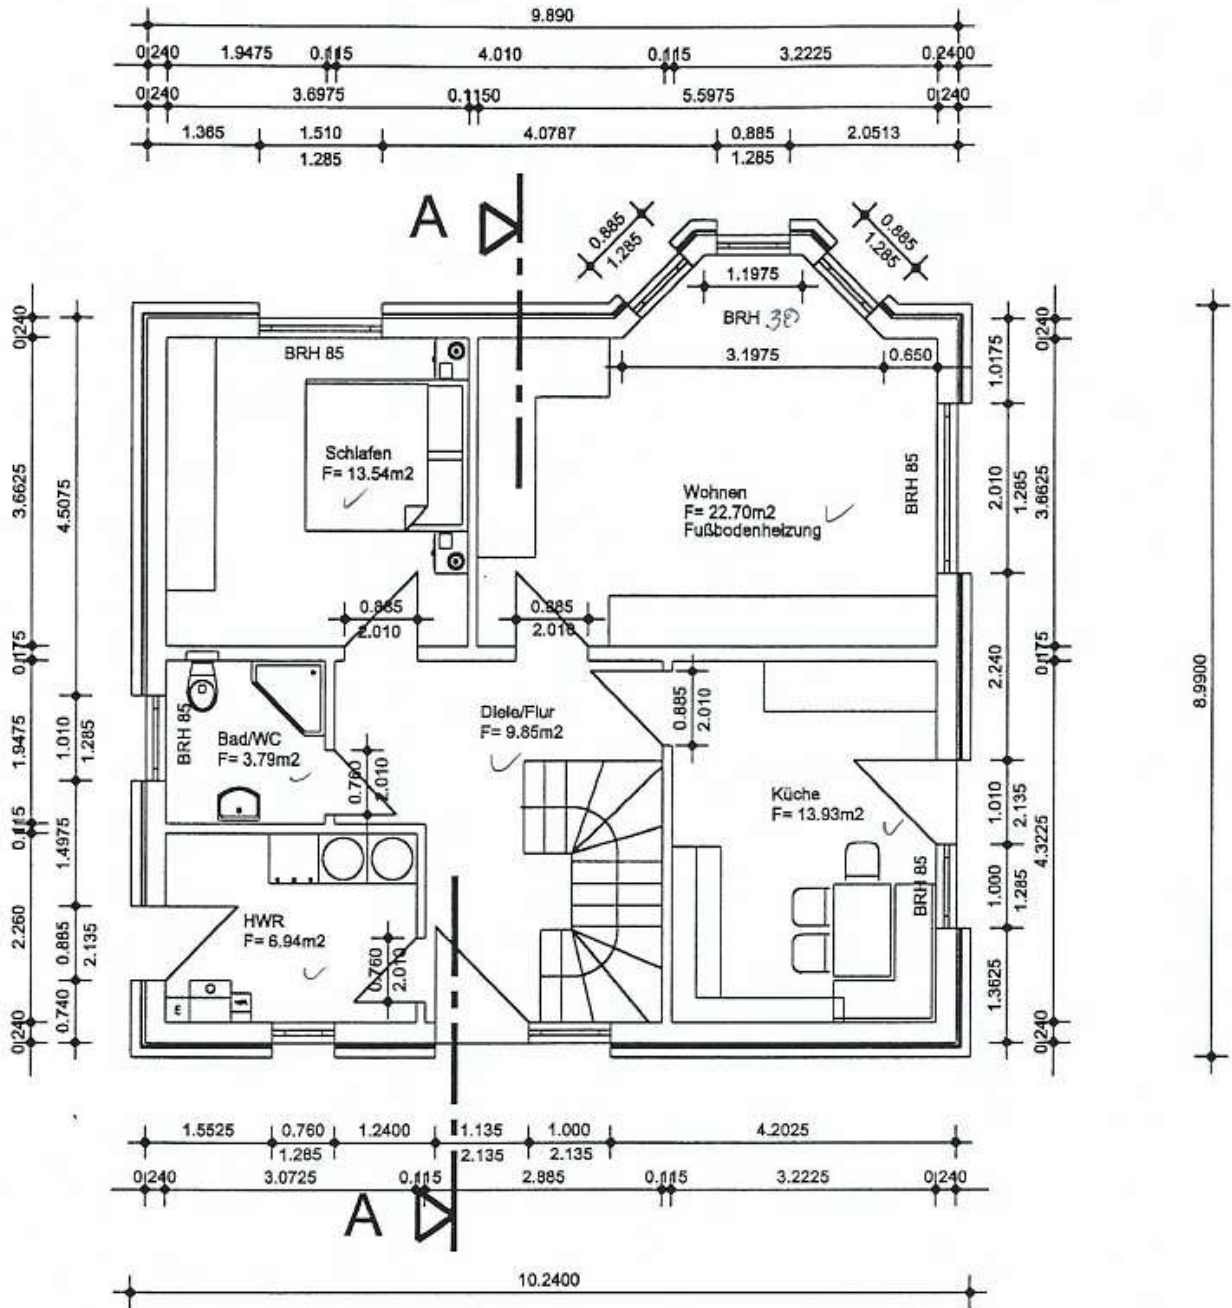 9.890
0.240 1.9475 0.115 4.010 0.115 3.2225 0.2400
0.240 3.6975 0.1150 5.5975 0.240
1.365 1.510 4.0787 0.885 2.0513
1.285 1.285
A
0.885
1.285
0.885
1.285
1.1975
BRH 30
3.1975 0.650
BRH 85
Schlafen
F= 13.54m2
Wohnen
F= 22.70m2
Fußbodenheizung
BRH 85
0.885
2.010
0.885
2.010
0.885
2.010
Diele/Flur
F= 9.85m2
BRH 85
Bad/WC
F= 3.79m2
0.760
2.010
Küche
F= 13.93m2
BRH 85
HWR
F= 6.94m2
0.760
2.010
E
0.240
3.6625
0.175
1.9475
0.115
2.260
0.240
4.5075
1.010
1.285
1.4975
0.885
2.135
0.740
1.0175
2.010
1.285
2.240
1.010
2.135
1.000
1.285
1.3625
0.240
3.6625
0.175
4.3225
0.240
8.9900
1.5525 0.760 1.2400 1.135 1.000 4.2025
1.285 2.135 2.135
0.240 3.0725 0.115 2.885 0.115 3.2225 0.240
A
10.2400